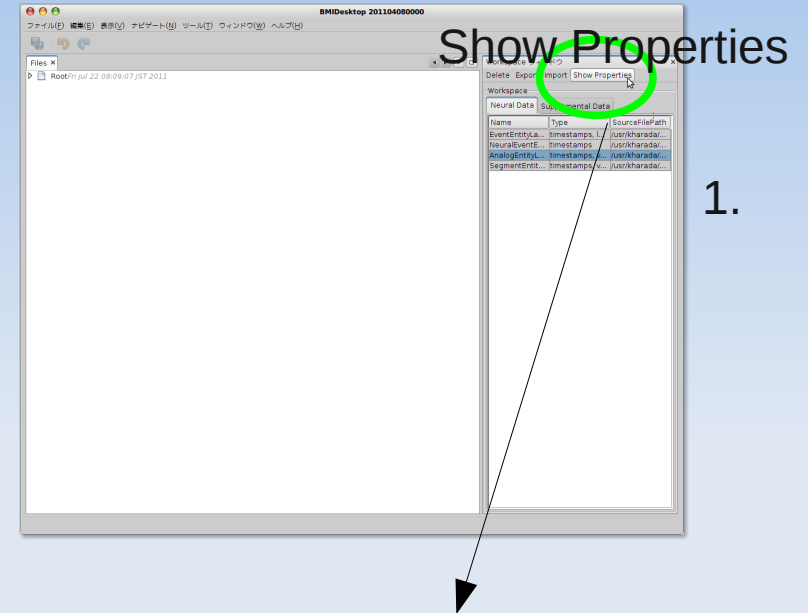 BMIDesktop 201104080000
ファイル(F) 編集(E) 表示(V) ナビゲート(N) ツール(T) ウィンドウ(W) ヘルプ(H)
Show Properties
Files ×
Root Fri Jul 22 08:09:07 JST 2011
Delete Export Import Show Properties
Workspace
Neural Data Supplemental Data
Name Type SourceFilePath
EventEntityLa... timestamps, l... /usr/kharada/...
NeuralEventE... timestamps /usr/kharada/...
AnalogEntityL... timestamps, /usr/kharada/...
SegmentEntit... timestamps, v... /usr/kharada/...
1.